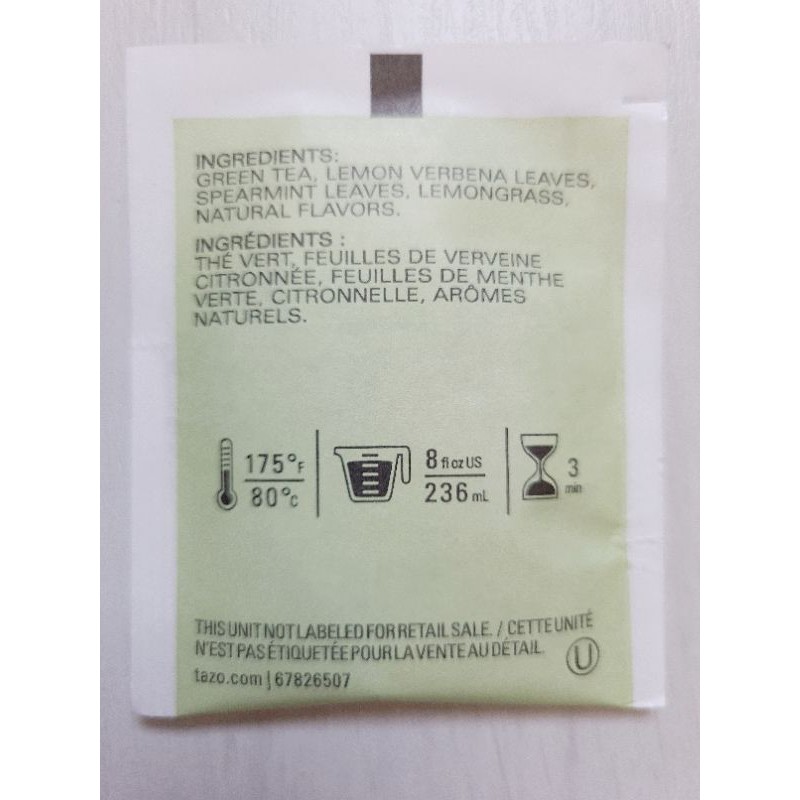 INGREDIENTS:
GREEN TEA, LEMON VERBENA LEAVES,
SPEARMINT LEAVES, LEMONGRASS,
NATURAL FLAVORS.
INGRÉDIENTS :
THÉ VERT, FEUILLES DE VERVEINE
CITRONNÉE, FEUILLES DE MENTHE
VERTE, CITRONNELLE, ARÔMES
NATURELS.
175°F
80°C
8 fl oz US
236 mL
3
min
THIS UNIT NOT LABELED FOR RETAIL SALE. / CETTE UNITÉ
N'EST PAS ÉTIQUETÉE POUR LA VENTE AU DÉTAIL.
U
tazo.com | 67826507